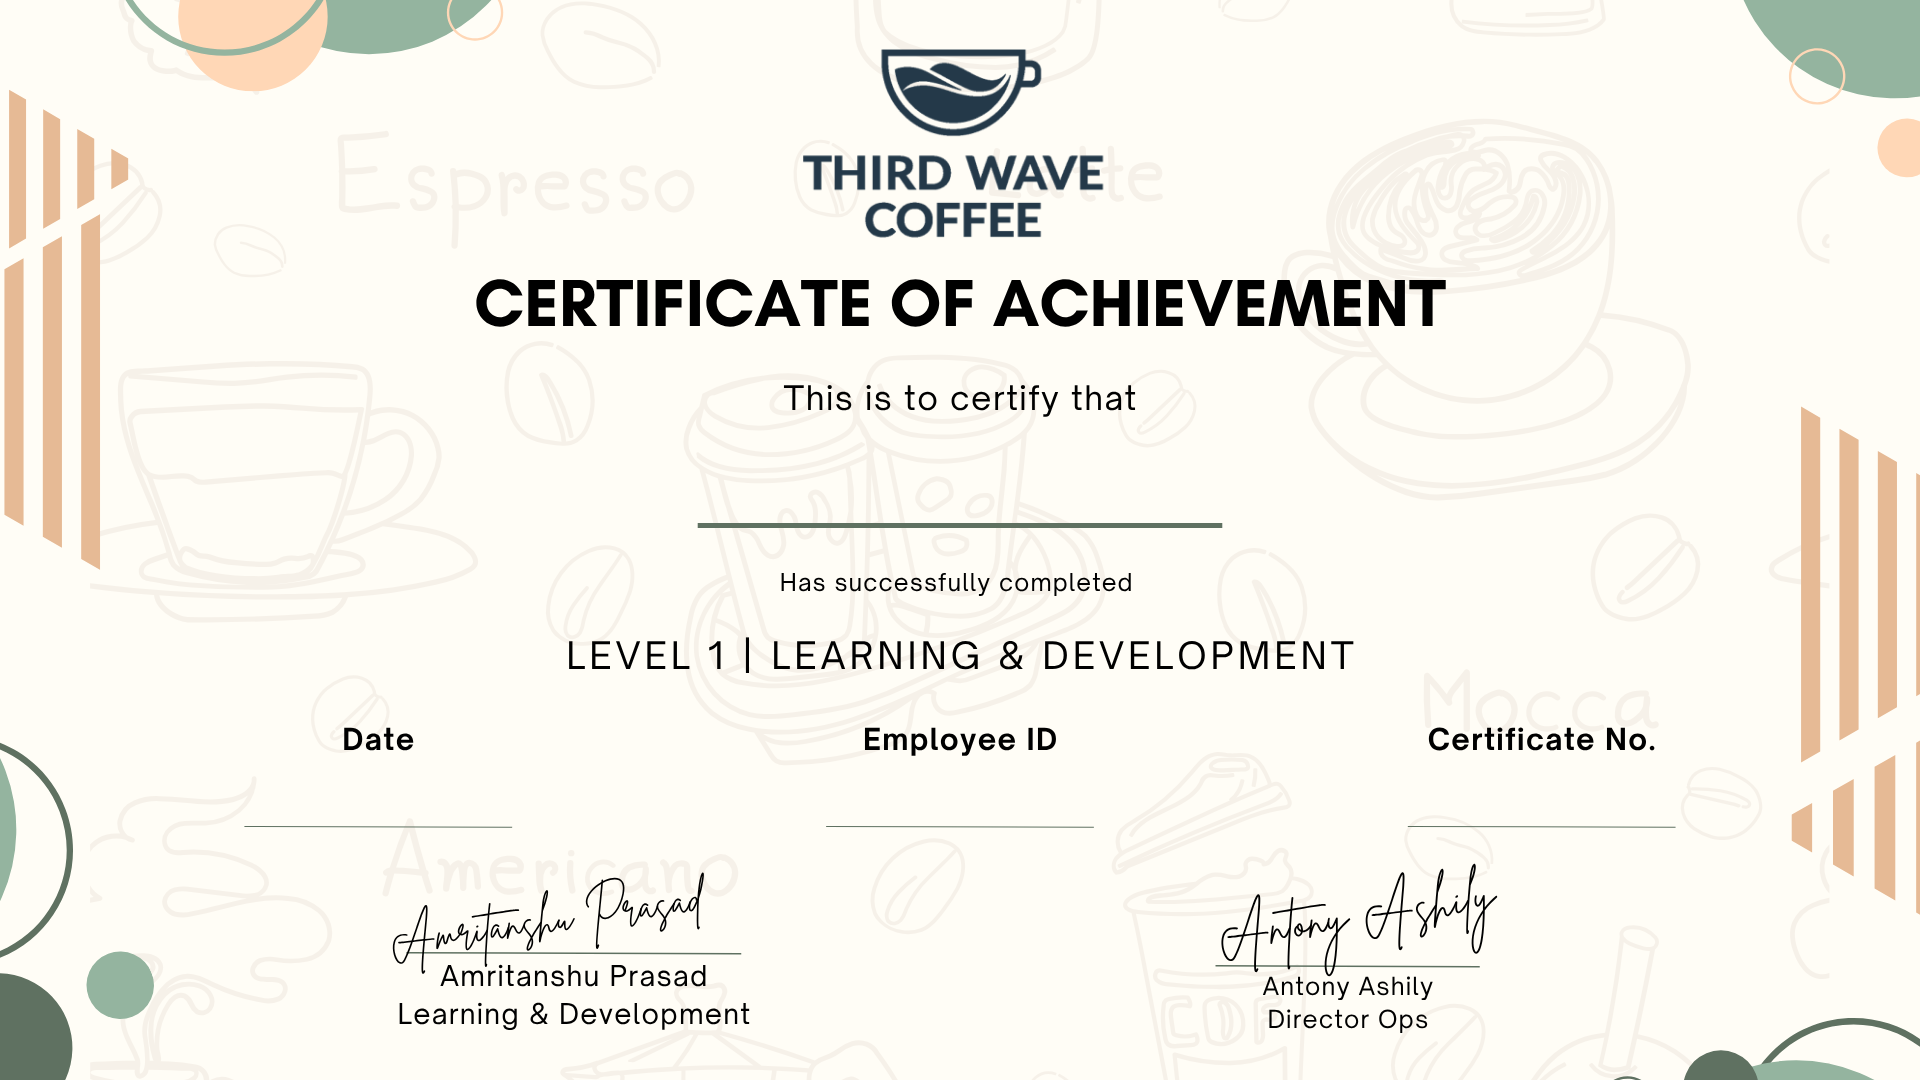 THIRD WAVE
COFFEE
Espresso
Latte
CERTIFICATE OF ACHIEVEMENT
This is to certify that
Has successfully completed
LEVEL 1 | LEARNING & DEVELOPMENT
Mocca
Date
Employee ID
Certificate No.
Americano
Amritanshu Prasad
Antony Ashily
Amritanshu Prasad
Learning & Development
Antony Ashily
Director Ops
COF